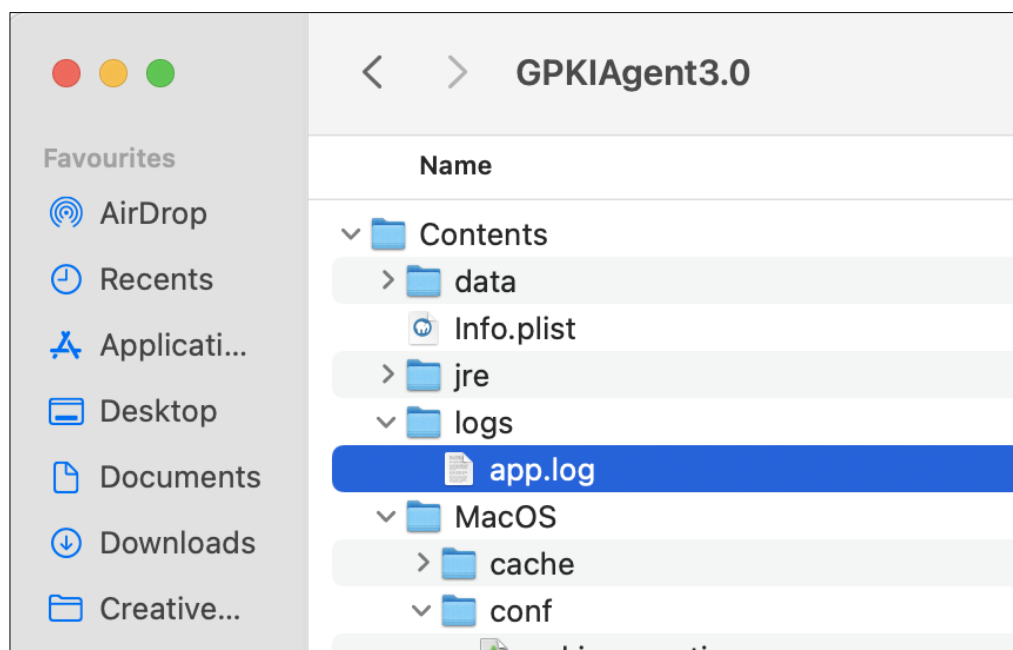 GPKIAgent3.0
Favourites
AirDrop
Recents
Applicati...
Desktop
Documents
Downloads
Creative...
Name
Contents
data
Info.plist
jre
logs
app.log
MacOS
cache
conf